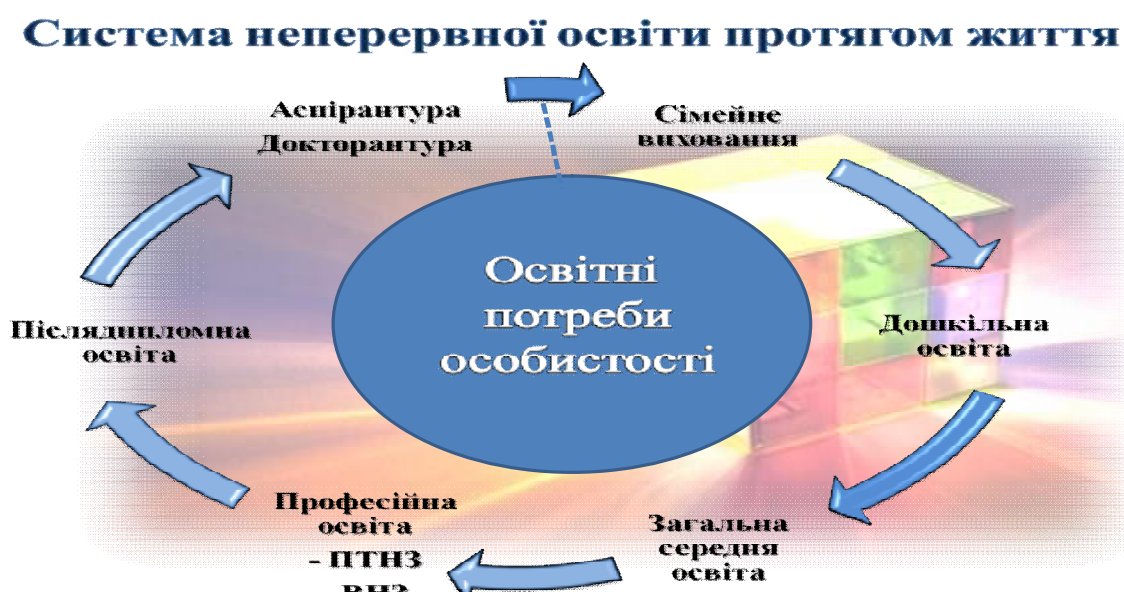 Система неперервної освіти протягом життя
Аспірантура
Докторантура
Сімейне
виховання
Освітні
потреби
особистості
Дошкільна
освіта
Післядипломна
освіта
Професійна
освіта
- ПТНЗ
ВНЗ
Загальна
середня
освіта